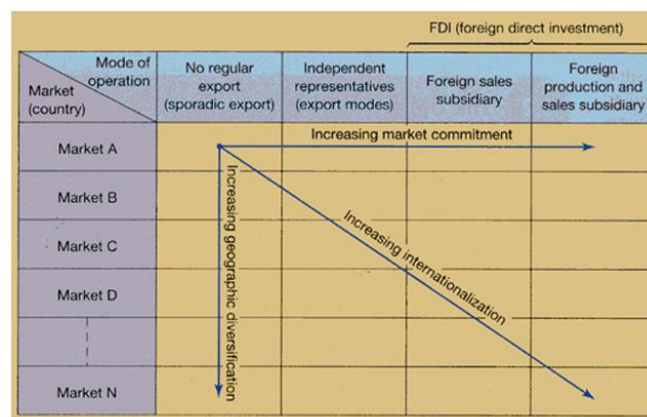 FDI (foreign direct investment)
Mode of
operation
Market
(country)
No regular
export
(sporadic export)
Independent
representatives
(export modes)
Foreign sales
subsidiary
Foreign
production and
sales subsidiary
Increasing market commitment
Market A
Market B
Market C
Market D
Market N
Increasing geographic diversification
Increasing internationalization